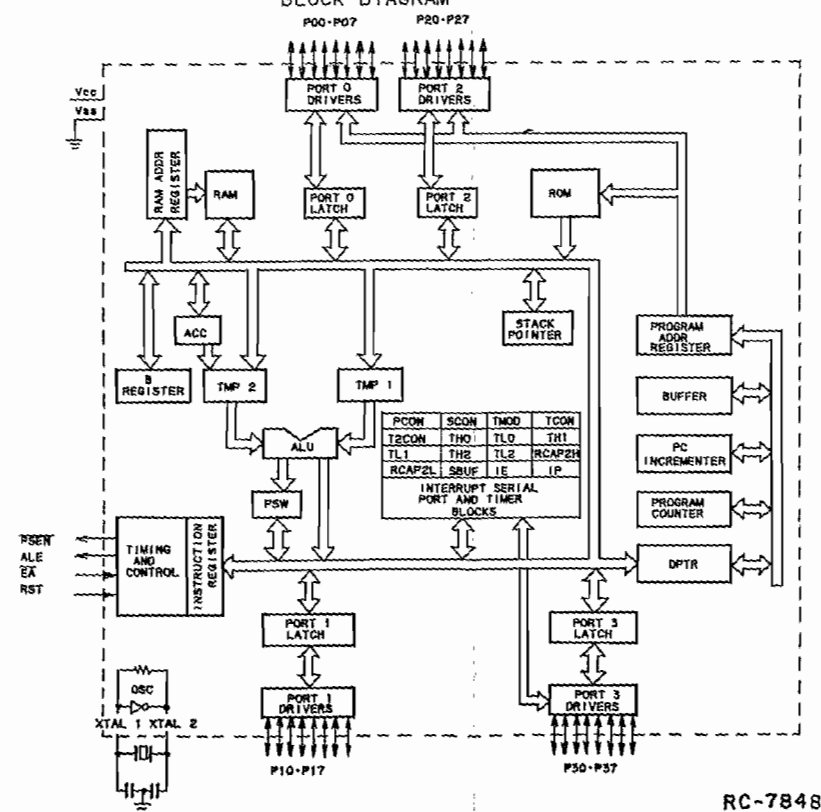 BLOCK DIAGRAM
P00-P07
P20-P27
PORT 0
DRIVERS
PORT 2
DRIVERS
Vcc
Vss
RAM ADDR
REGISTER
RAM
PORT 0
LATCH
PORT 2
LATCH
ROM
ACC
STACK
POINTER
PROGRAM
ADDR
REGISTER
B
REGISTER
TMP 2
TMP 1
BUFFER
ALU
PCON SCON TMOD TCON
T2CON TH0 TL0 TH1
TL1 TH2 TL2 RCAP2H
RCAP2L SBUF IE IP
INTERRUPT SERIAL
PORT AND TIMER
BLOCKS
PC
INCREMENTER
PSW
PROGRAM
COUNTER
PSEN
ALE
EA
RST
TIMING
AND
CONTROL
INSTRUCTION
REGISTER
DPTR
PORT 1
LATCH
PORT 3
LATCH
OSC
XTAL 1 XTAL 2
PORT 1
DRIVERS
PORT 3
DRIVERS
P10-P17
P30-P37
RC-7848